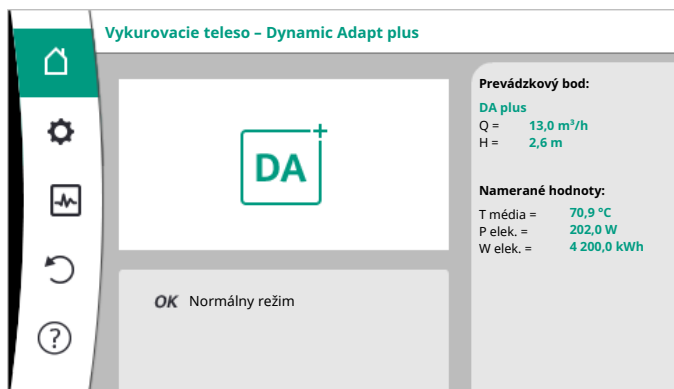 Vykurovacie teleso – Dynamic Adapt plus
DA
OK Normálny režim
Prevádzkový bod:
DA plus
Q = 13,0 m³/h
H = 2,6 m
Namerané hodnoty:
T média = 70,9 °C
P elek. = 202,0 W
W elek. = 4 200,0 kWh